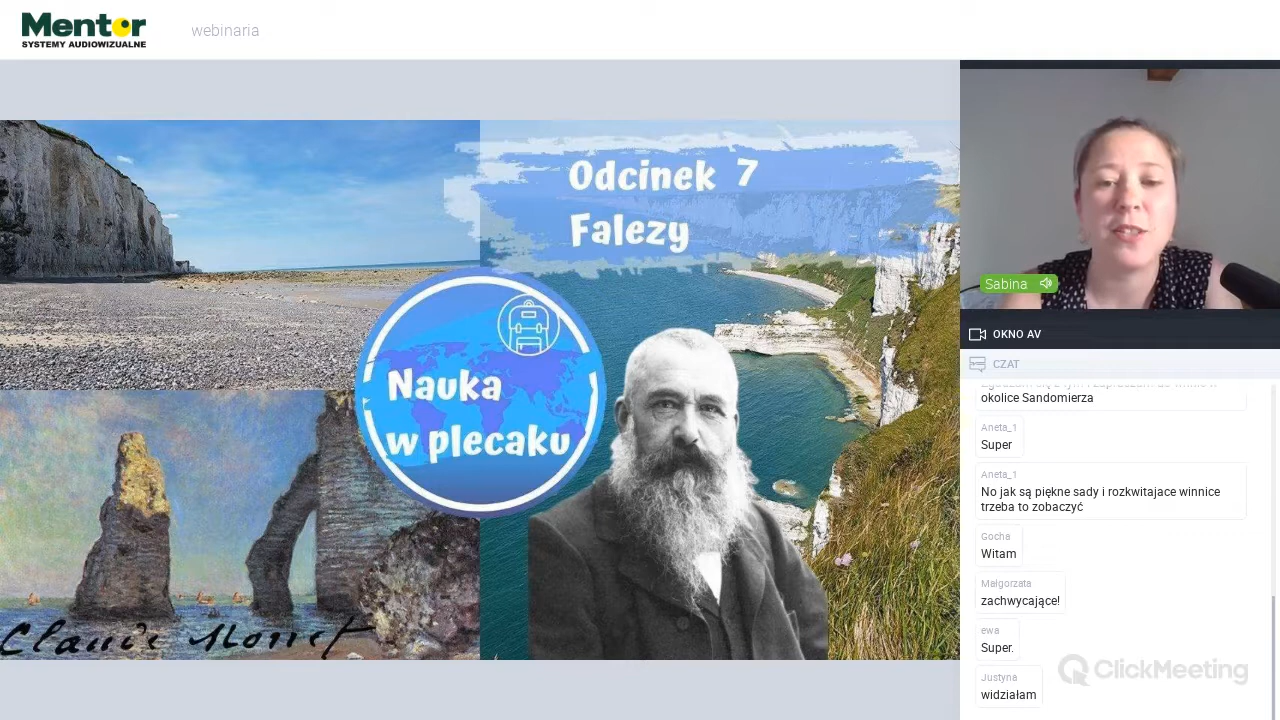 Mentor
SYSTEMY AUDIOWIZUALNE
webinaria
Odcinek 7
Falezy
Nauka
w plecaku
Claude Monet
Sabina
OKNO AV
CZAT
okolice Sandomierza
Aneta_1
Super
Aneta_1
No jak są piękne sady i rozkwitajace winnice
trzeba to zobaczyć
Gocha
Witam
Małgorzata
zachwycające!
ewa
Super.
Justyna
widziałam
ClickMeeting